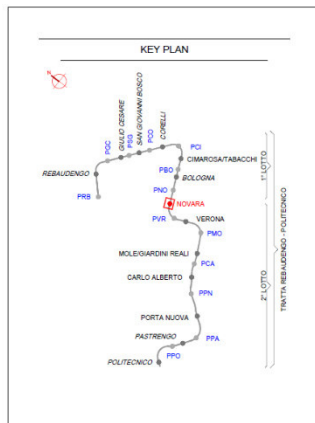 KEY PLAN
N
GIULIO CESARE
SAN GIOVANNI BOSCO
CORELLI
PGC
PSG
PCO
PCI
CIMAROSA/TABACCHI
REBAUDENGO
PBO
BOLOGNA
PRB
PNO
NOVARA
PVR
VERONA
PMO
MOLE/GIARDINI REALI
PCA
CARLO ALBERTO
PPN
PORTA NUOVA
PASTRENGO
PPA
POLITECNICO
PPO
1° LOTTO
2° LOTTO
TRATTA REBAUDENGO - POLITECNICO